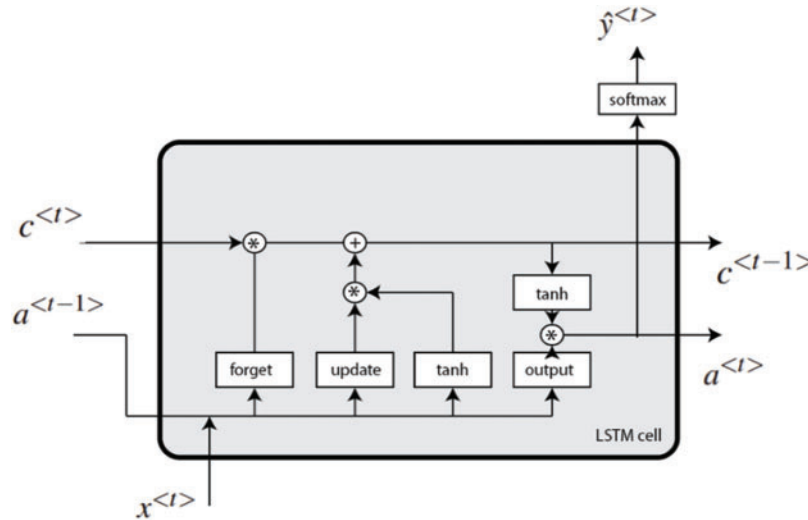 ŷ<t>
softmax
c<t>
* +
c<t−1>
*
tanh
a<t−1>
*
forget update tanh output
a<t>
LSTM cell
x<t>